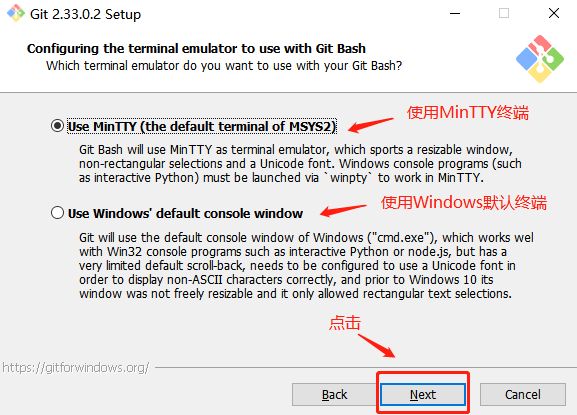 Git 2.33.0.2 Setup
Configuring the terminal emulator to use with Git Bash
Which terminal emulator do you want to use with your Git Bash?
Use MinTTY (the default terminal of MSYS2)
使用MinTTY终端
Git Bash will use MinTTY as terminal emulator, which sports a resizable window,
non-rectangular selections and a Unicode font. Windows console programs (such
as interactive Python) must be launched via `winpty` to work in MinTTY.
Use Windows' default console window
使用Windows默认终端
Git will use the default console window of Windows ("cmd.exe"), which works wel
with Win32 console programs such as interactive Python or node.js, but has a
very limited default scroll-back, needs to be configured to use a Unicode font in
order to display non-ASCII characters correctly, and prior to Windows 10 its
window was not freely resizable and it only allowed rectangular text selections.
点击
https://gitforwindows.org/
Back
Next
Cancel